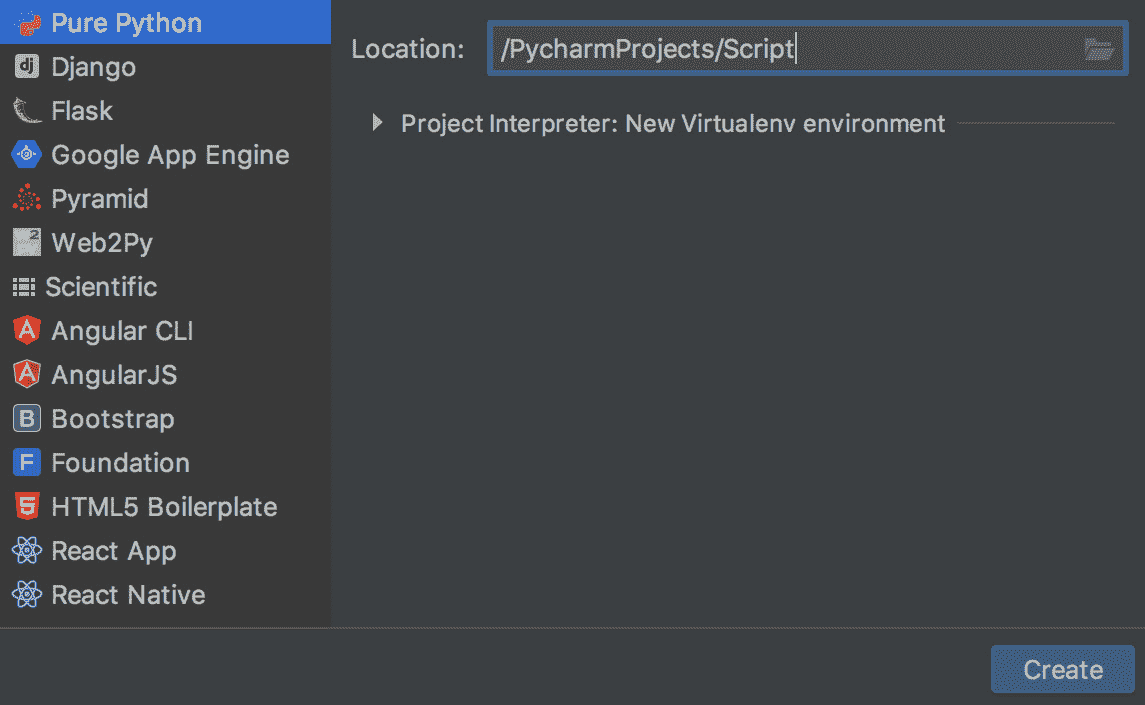 Pure Python
Django
Flask
Google App Engine
Pyramid
Web2Py
Scientific
Angular CLI
AngularJS
Bootstrap
Foundation
HTML5 Boilerplate
React App
React Native
Location: /PycharmProjects/Script
Project Interpreter: New Virtualenv environment
Create